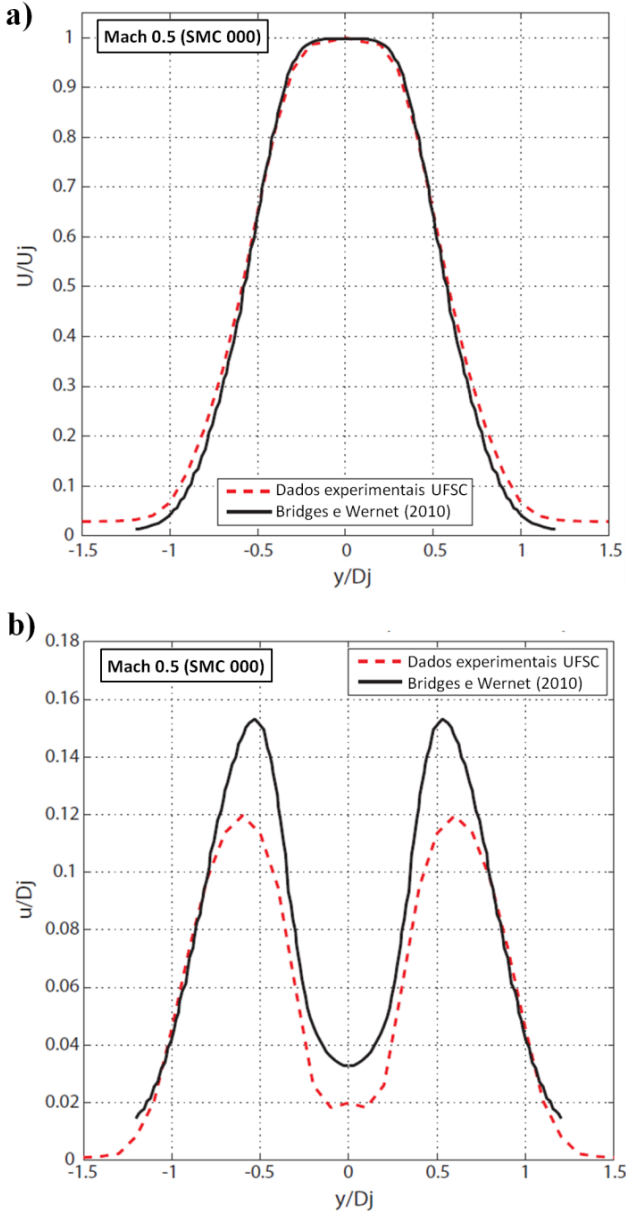 a)
Mach 0.5 (SMC 000)
1
0.9
0.8
0.7
0.6
0.5
0.4
0.3
0.2
0.1
0
U/Uj
Dados experimentais UFSC
Bridges e Wernet (2010)
-1.5 -1 -0.5 0 0.5 1 1.5
y/Dj
b)
0.18
0.16
0.14
0.12
0.1
0.08
0.06
0.04
0.02
0
Mach 0.5 (SMC 000)
Dados experimentais UFSC
Bridges e Wernet (2010)
u/Dj
-1.5 -1 -0.5 0 0.5 1 1.5
y/Dj